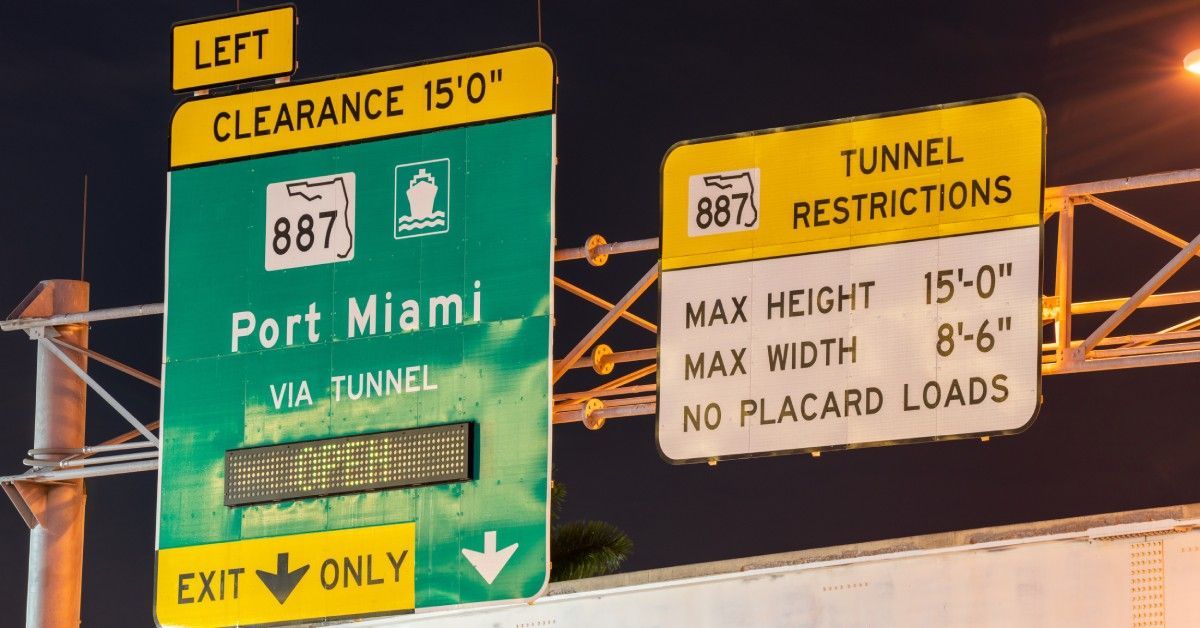 LEFT
CLEARANCE 15'0"
887
Port Miami
VIA TUNNEL
OPEN
EXIT ONLY
887
TUNNEL
RESTRICTIONS
MAX HEIGHT 15'-0"
MAX WIDTH 8'-6"
NO PLACARD LOADS